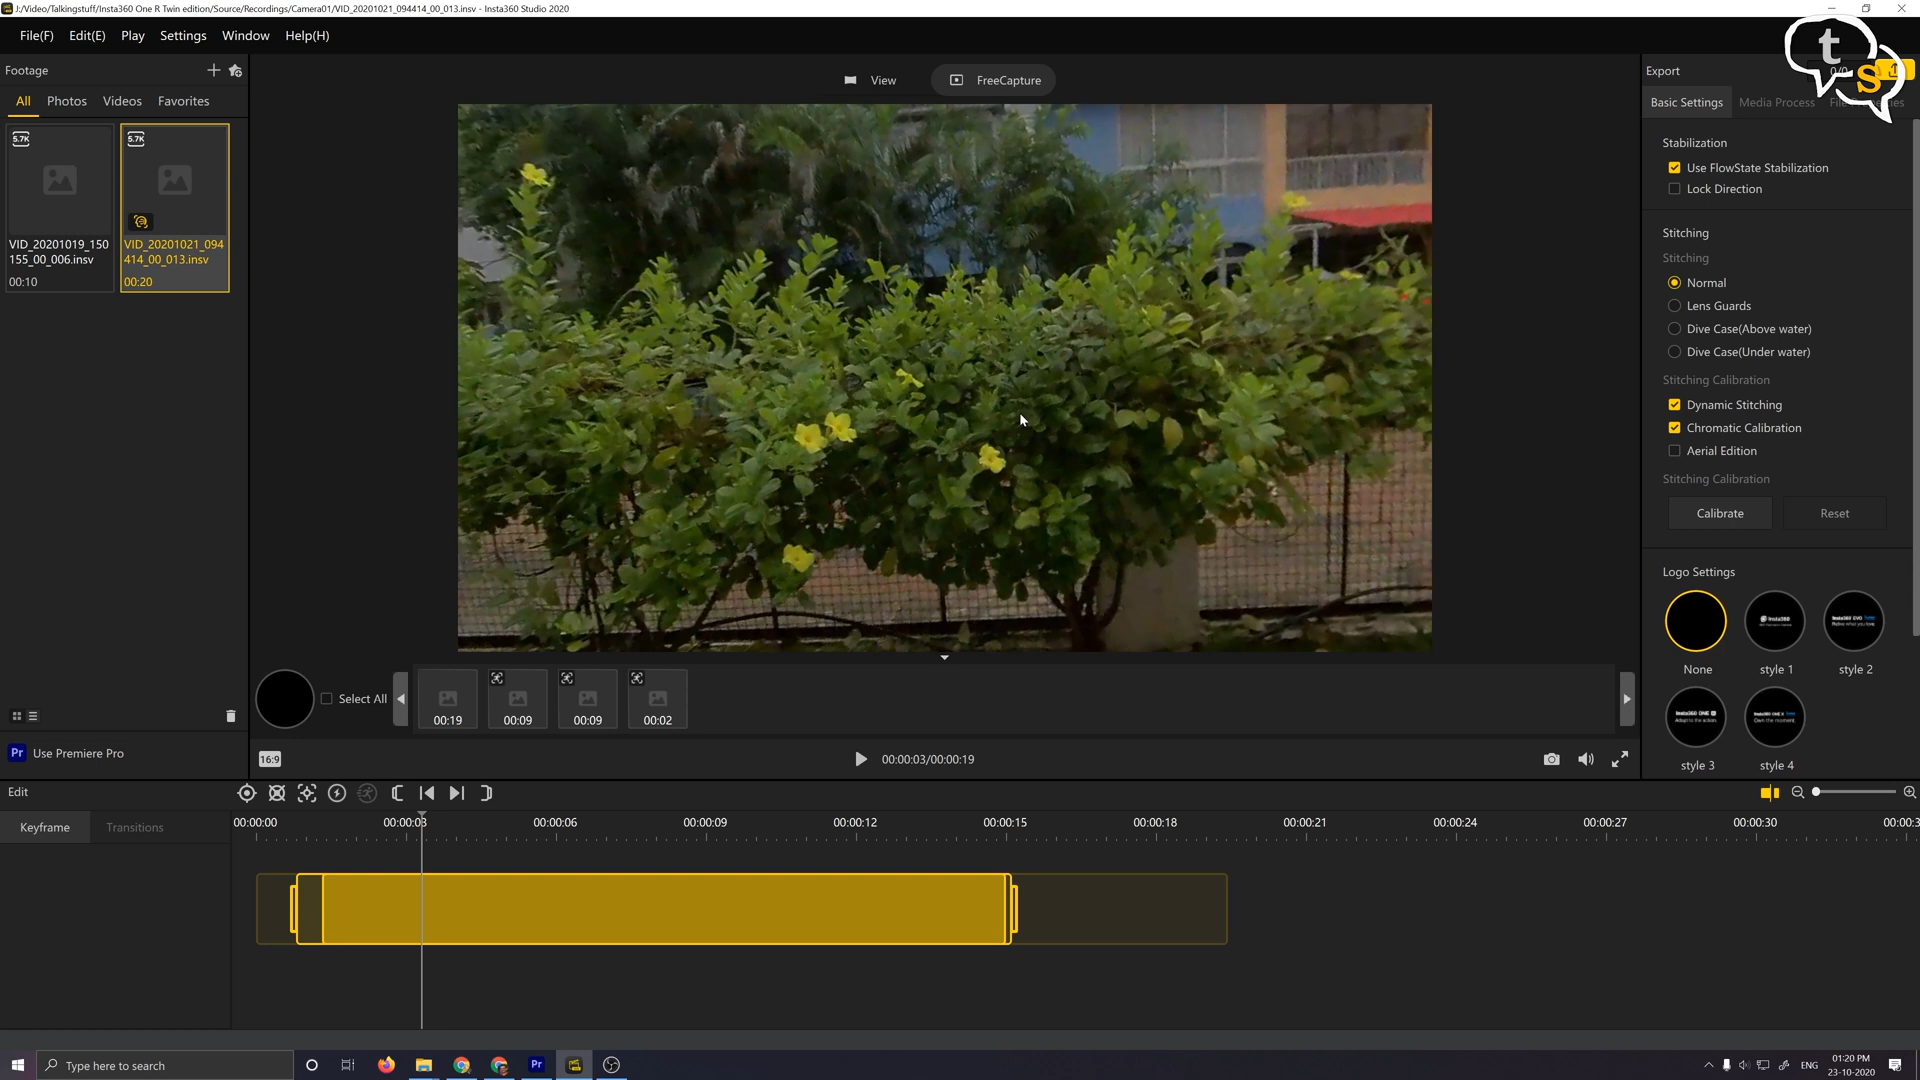 J:/Video/Talkingstuff/Insta360 One R Twin edition/Source/Recordings/Camera01/VID_20201021_094414_00_013.insv - Insta360 Studio 2020
File(F) Edit(E) Play Settings Window Help(H)
ts
Footage
All Photos Videos Favorites
5.7K
VID_20201019_150
155_00_006.insv
00:10
5.7K
VID_20201021_094
414_00_013.insv
00:20
Pr Use Premiere Pro
View FreeCapture
Select All
00:19 00:09 00:09 00:02
16:9
00:00:03/00:00:19
Export
0/0
Basic Settings Media Process
Stabilization
Use FlowState Stabilization
Lock Direction
Stitching
Stitching
Normal
Lens Guards
Dive Case(Above water)
Dive Case(Under water)
Stitching Calibration
Dynamic Stitching
Chromatic Calibration
Aerial Edition
Stitching Calibration
Calibrate Reset
Logo Settings
None style 1 style 2
style 3 style 4
Edit
Keyframe Transitions
00:00:00 00:00:03 00:00:06 00:00:09 00:00:12 00:00:15 00:00:18 00:00:21 00:00:24 00:00:27 00:00:30 00:00:3
Type here to search
Pr
ENG
01:20 PM
23-10-2020